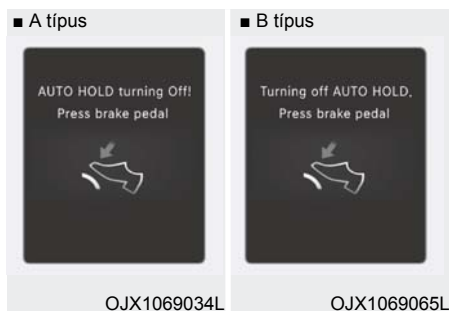 ■ A típus
AUTO HOLD turning Off!
Press brake pedal
OJX1069034L
■ B típus
Turning off AUTO HOLD,
Press brake pedal
OJX1069065L